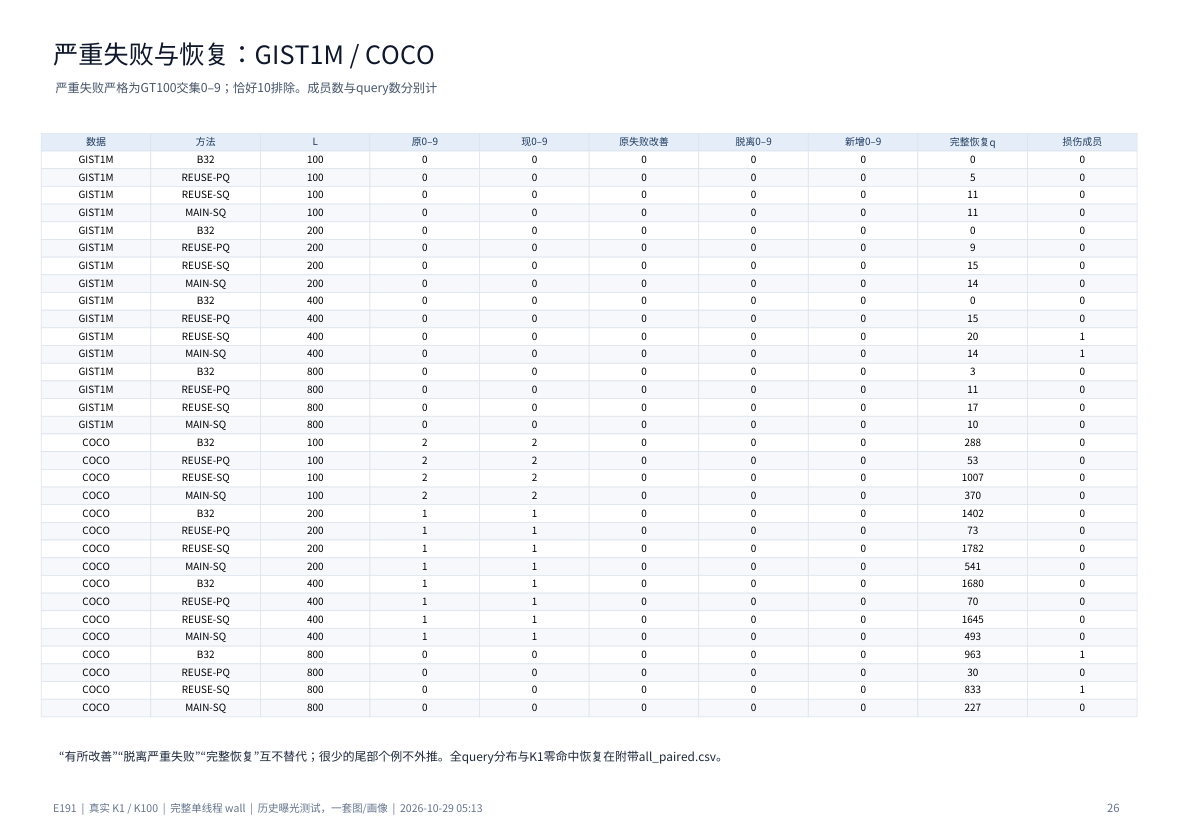 严重失败与恢复：GIST1M / COCO
严重失败严格为GT100交集0–9；恰好10排除。成员数与query数分别计
数据 方法 L 原0–9 现0–9 原失败改善 脱离0–9 新增0–9 完整恢复q 损伤成员
GIST1M B32 100 0 0 0 0 0 0 0
GIST1M REUSE-PQ 100 0 0 0 0 0 5 0
GIST1M REUSE-SQ 100 0 0 0 0 0 11 0
GIST1M MAIN-SQ 100 0 0 0 0 0 11 0
GIST1M B32 200 0 0 0 0 0 0 0
GIST1M REUSE-PQ 200 0 0 0 0 0 9 0
GIST1M REUSE-SQ 200 0 0 0 0 0 15 0
GIST1M MAIN-SQ 200 0 0 0 0 0 14 0
GIST1M B32 400 0 0 0 0 0 0 0
GIST1M REUSE-PQ 400 0 0 0 0 0 15 0
GIST1M REUSE-SQ 400 0 0 0 0 0 20 1
GIST1M MAIN-SQ 400 0 0 0 0 0 14 1
GIST1M B32 800 0 0 0 0 0 3 0
GIST1M REUSE-PQ 800 0 0 0 0 0 11 0
GIST1M REUSE-SQ 800 0 0 0 0 0 17 0
GIST1M MAIN-SQ 800 0 0 0 0 0 10 0
COCO B32 100 2 2 0 0 0 288 0
COCO REUSE-PQ 100 2 2 0 0 0 53 0
COCO REUSE-SQ 100 2 2 0 0 0 1007 0
COCO MAIN-SQ 100 2 2 0 0 0 370 0
COCO B32 200 1 1 0 0 0 1402 0
COCO REUSE-PQ 200 1 1 0 0 0 73 0
COCO REUSE-SQ 200 1 1 0 0 0 1782 0
COCO MAIN-SQ 200 1 1 0 0 0 541 0
COCO B32 400 1 1 0 0 0 1680 0
COCO REUSE-PQ 400 1 1 0 0 0 70 0
COCO REUSE-SQ 400 1 1 0 0 0 1645 0
COCO MAIN-SQ 400 1 1 0 0 0 493 0
COCO B32 800 0 0 0 0 0 963 1
COCO REUSE-PQ 800 0 0 0 0 0 30 0
COCO REUSE-SQ 800 0 0 0 0 0 833 1
COCO MAIN-SQ 800 0 0 0 0 0 227 0
“有所改善”“脱离严重失败”“完整恢复”互不替代；很少的尾部个例不外推。全query分布与K1零命中恢复在附带all_paired.csv。
E191 | 真实 K1 / K100 | 完整单线程 wall | 历史曝光测试，一套图/画像 | 2026-10-29 05:13
26